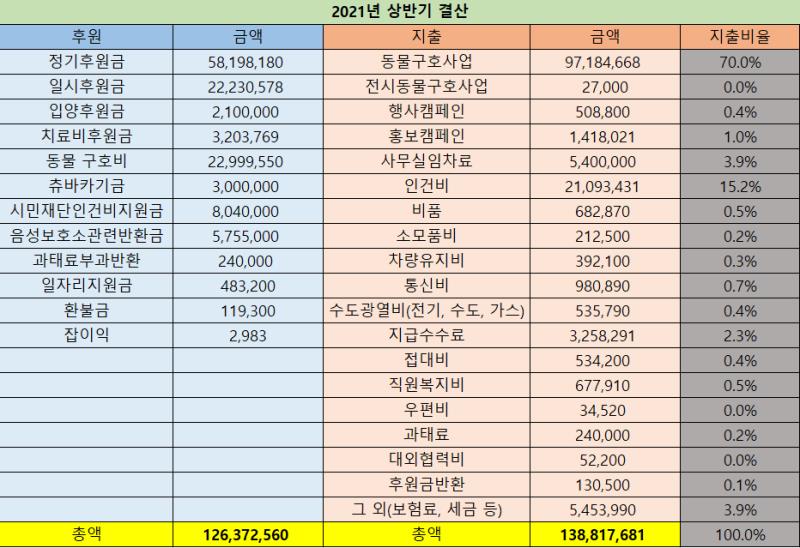 2021년 상반기 결산
후원 금액 지출 금액 지출비율
정기후원금 58,198,180 동물구호사업 97,184,668 70.0%
일시후원금 22,230,578 전시동물구호사업 27,000 0.0%
입양후원금 2,100,000 행사캠페인 508,800 0.4%
치료비후원금 3,203,769 홍보캠페인 1,418,021 1.0%
동물 구호비 22,999,550 사무실임차료 5,400,000 3.9%
츄바카기금 3,000,000 인건비 21,093,431 15.2%
시민재단인건비지원금 8,040,000 비품 682,870 0.5%
음성보호소관련반환금 5,755,000 소모품비 212,500 0.2%
과태료부과반환 240,000 차량유지비 392,100 0.3%
일자리지원금 483,200 통신비 980,890 0.7%
환불금 119,300 수도광열비(전기, 수도, 가스) 535,790 0.4%
잡이익 2,983 지급수수료 3,258,291 2.3%
접대비 534,200 0.4%
직원복지비 677,910 0.5%
우편비 34,520 0.0%
과태료 240,000 0.2%
대외협력비 52,200 0.0%
후원금반환 130,500 0.1%
그 외(보험료, 세금 등) 5,453,990 3.9%
총액 126,372,560 총액 138,817,681 100.0%